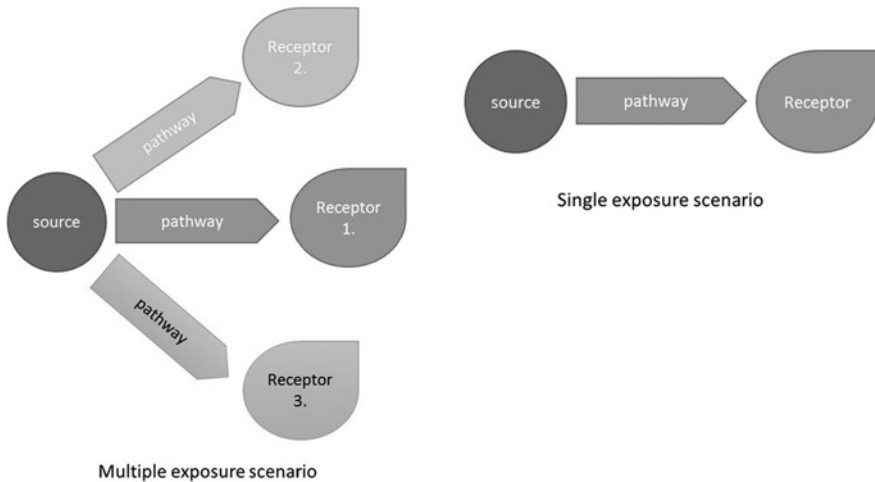 Receptor
2.
pathway
source
pathway
Receptor
1.
pathway
Receptor
3.
Multiple exposure scenario
source
pathway
Receptor
Single exposure scenario